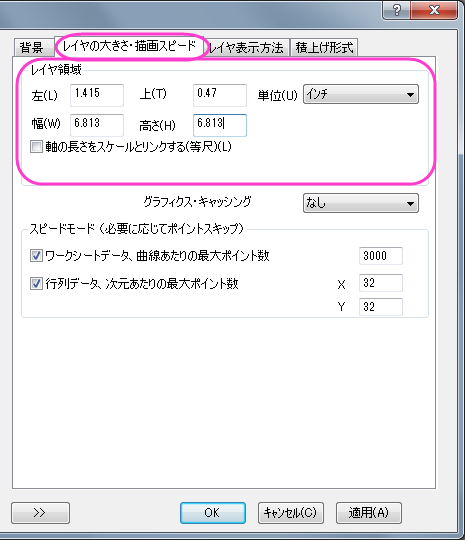 ?
背景 レイヤの大きさ・描画スピード レイヤ表示方法 積上げ形式
レイヤ領域
左(L) 1.415 上(T) 0.47 単位(U) インチ
幅(W) 6.813 高さ(H) 6.813
軸の長さをスケールとリンクする(等尺)(L)
グラフィクス・キャッシング なし
スピードモード (必要に応じてポイントスキップ)
ワークシートデータ、曲線あたりの最大ポイント数 3000
行列データ、次元あたりの最大ポイント数 X 32
Y 32
>> OK キャンセル(C) 適用(A)